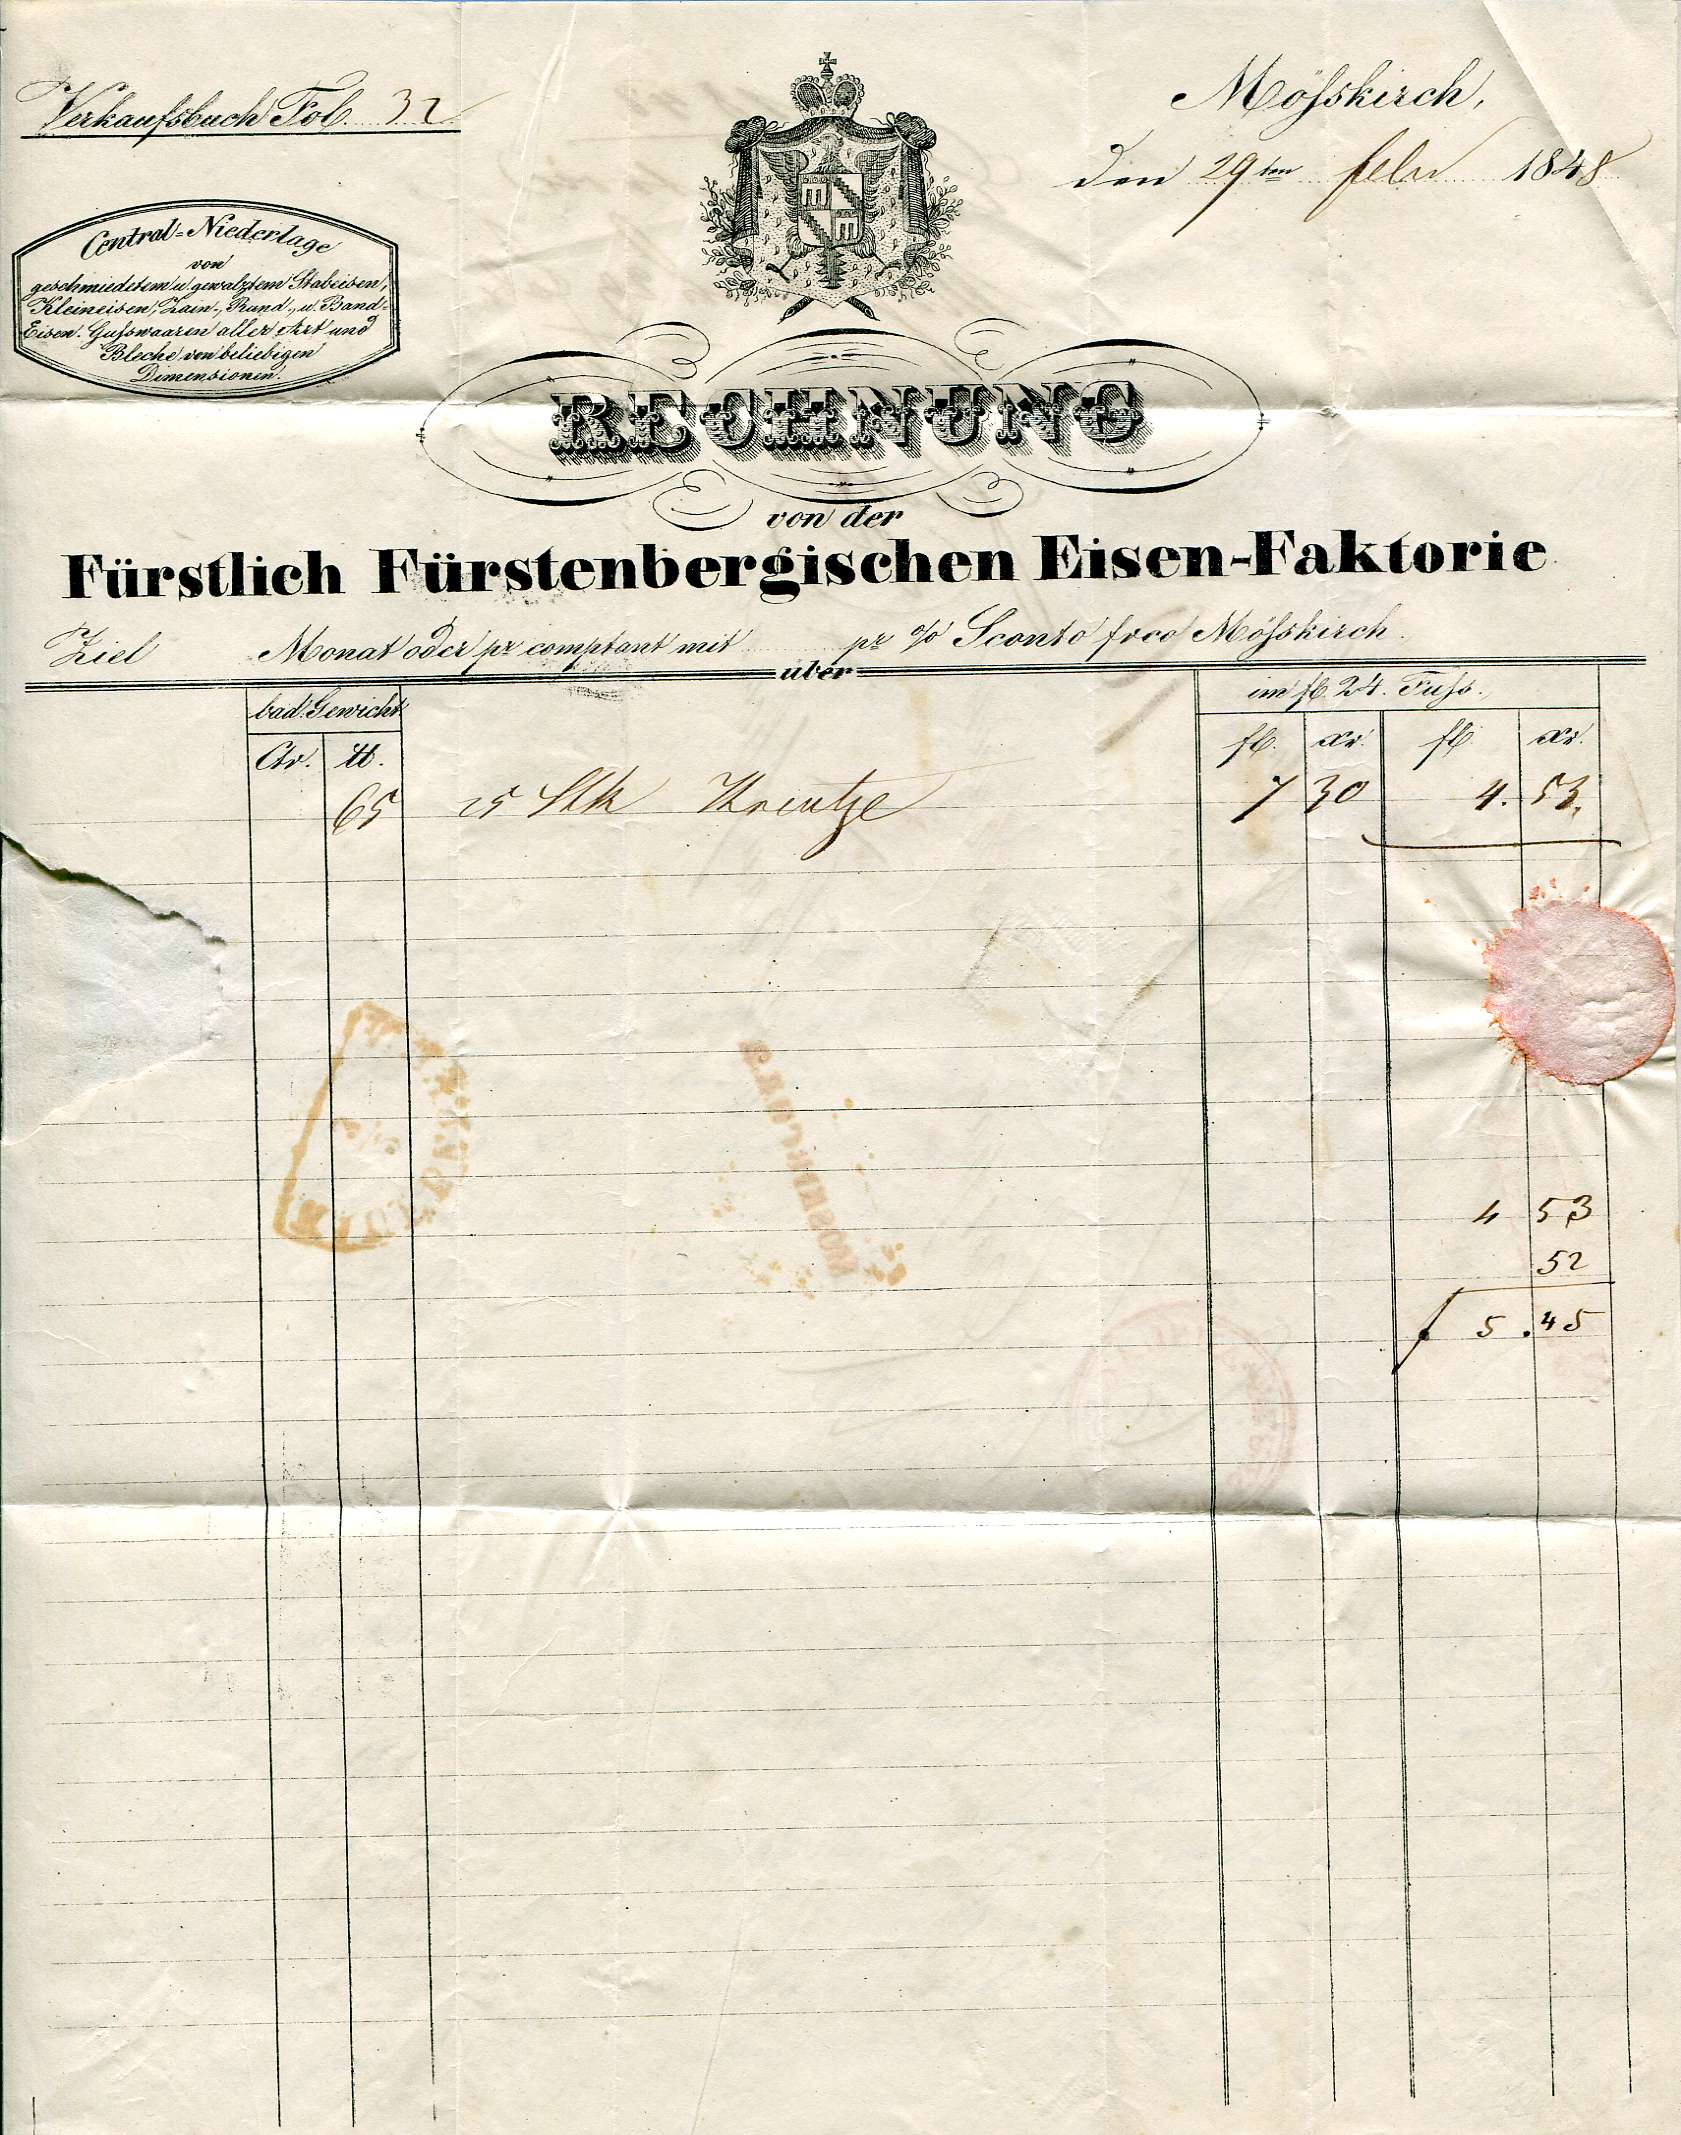 Verkaufsbuch Fol. 32
Mösskirch,
den 29ten Febr 1848
Central-Niederlage
von
geschmiedetem u. gewalztem Stabeisen,
Kleineisen, Zain-, Rund-, u. Band-
Eisen. Gusswaaren aller Art und
Bleche von beliebigen
Dimensionen.
RECHNUNG
von der
Fürstlich Fürstenbergischen Eisen-Faktorie
Ziel Monat oder pr comptant mit pr % Sconto frco Mösskirch.
über
bad. Gewicht im fl. 24. Fuss.
Ctr. ℔. fl. xr. fl. xr.
65 25 Stk Kreutze 7 30 4. 53.
4 53
52
5. 45